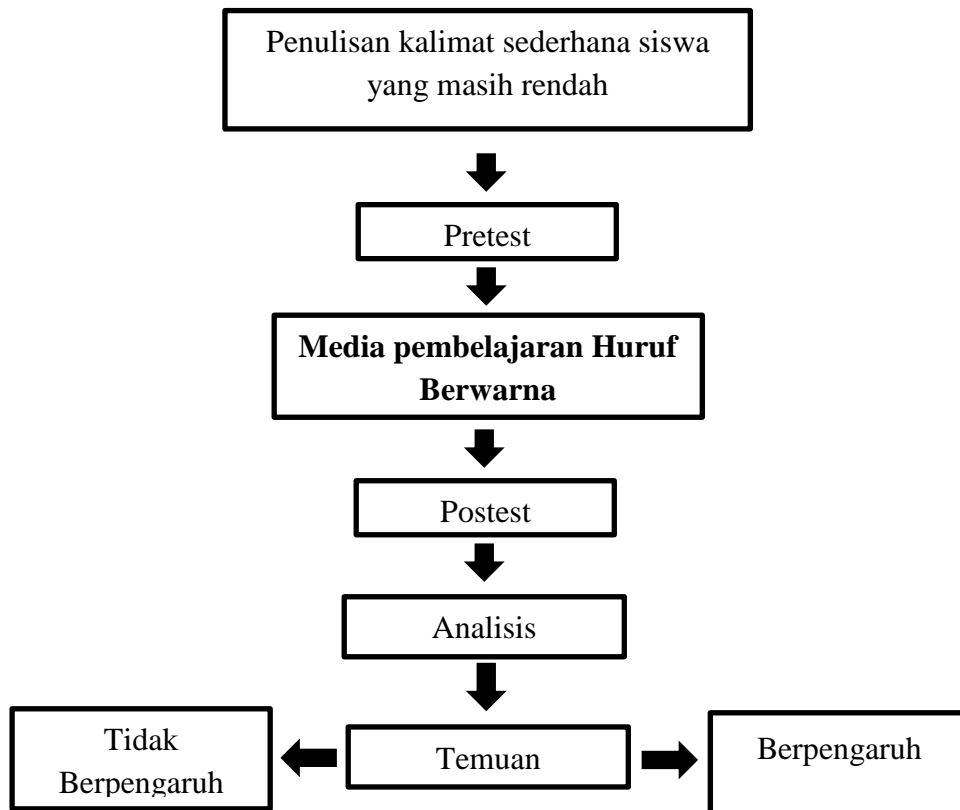 Penulisan kalimat sederhana siswa
yang masih rendah
Pretest
Media pembelajaran Huruf
Berwarna
Postest
Analisis
Tidak
Berpengaruh
Temuan
Berpengaruh